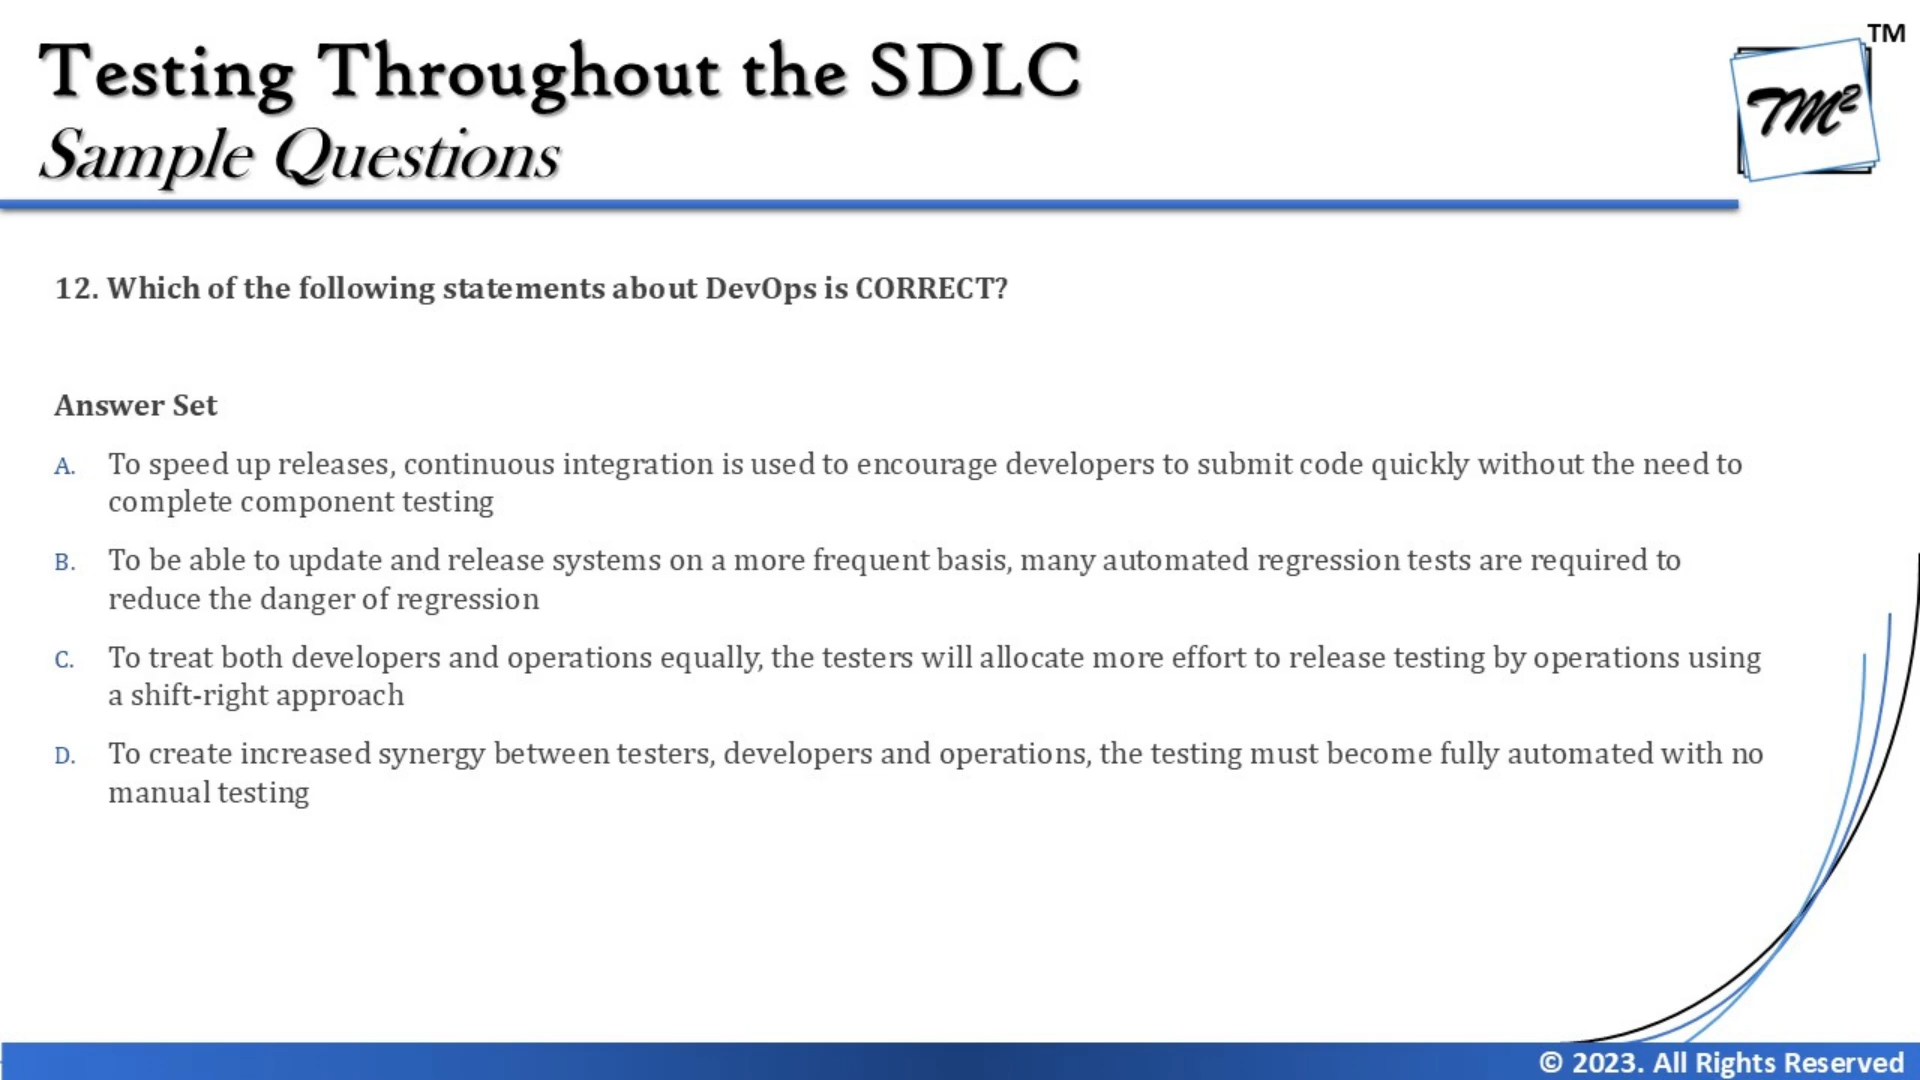 Testing Throughout the SDLC
Sample Questions
TM
TM²
12. Which of the following statements about DevOps is CORRECT?
Answer Set
A. To speed up releases, continuous integration is used to encourage developers to submit code quickly without the need to
complete component testing
B. To be able to update and release systems on a more frequent basis, many automated regression tests are required to
reduce the danger of regression
C. To treat both developers and operations equally, the testers will allocate more effort to release testing by operations using
a shift-right approach
D. To create increased synergy between testers, developers and operations, the testing must become fully automated with no
manual testing
© 2023. All Rights Reserved